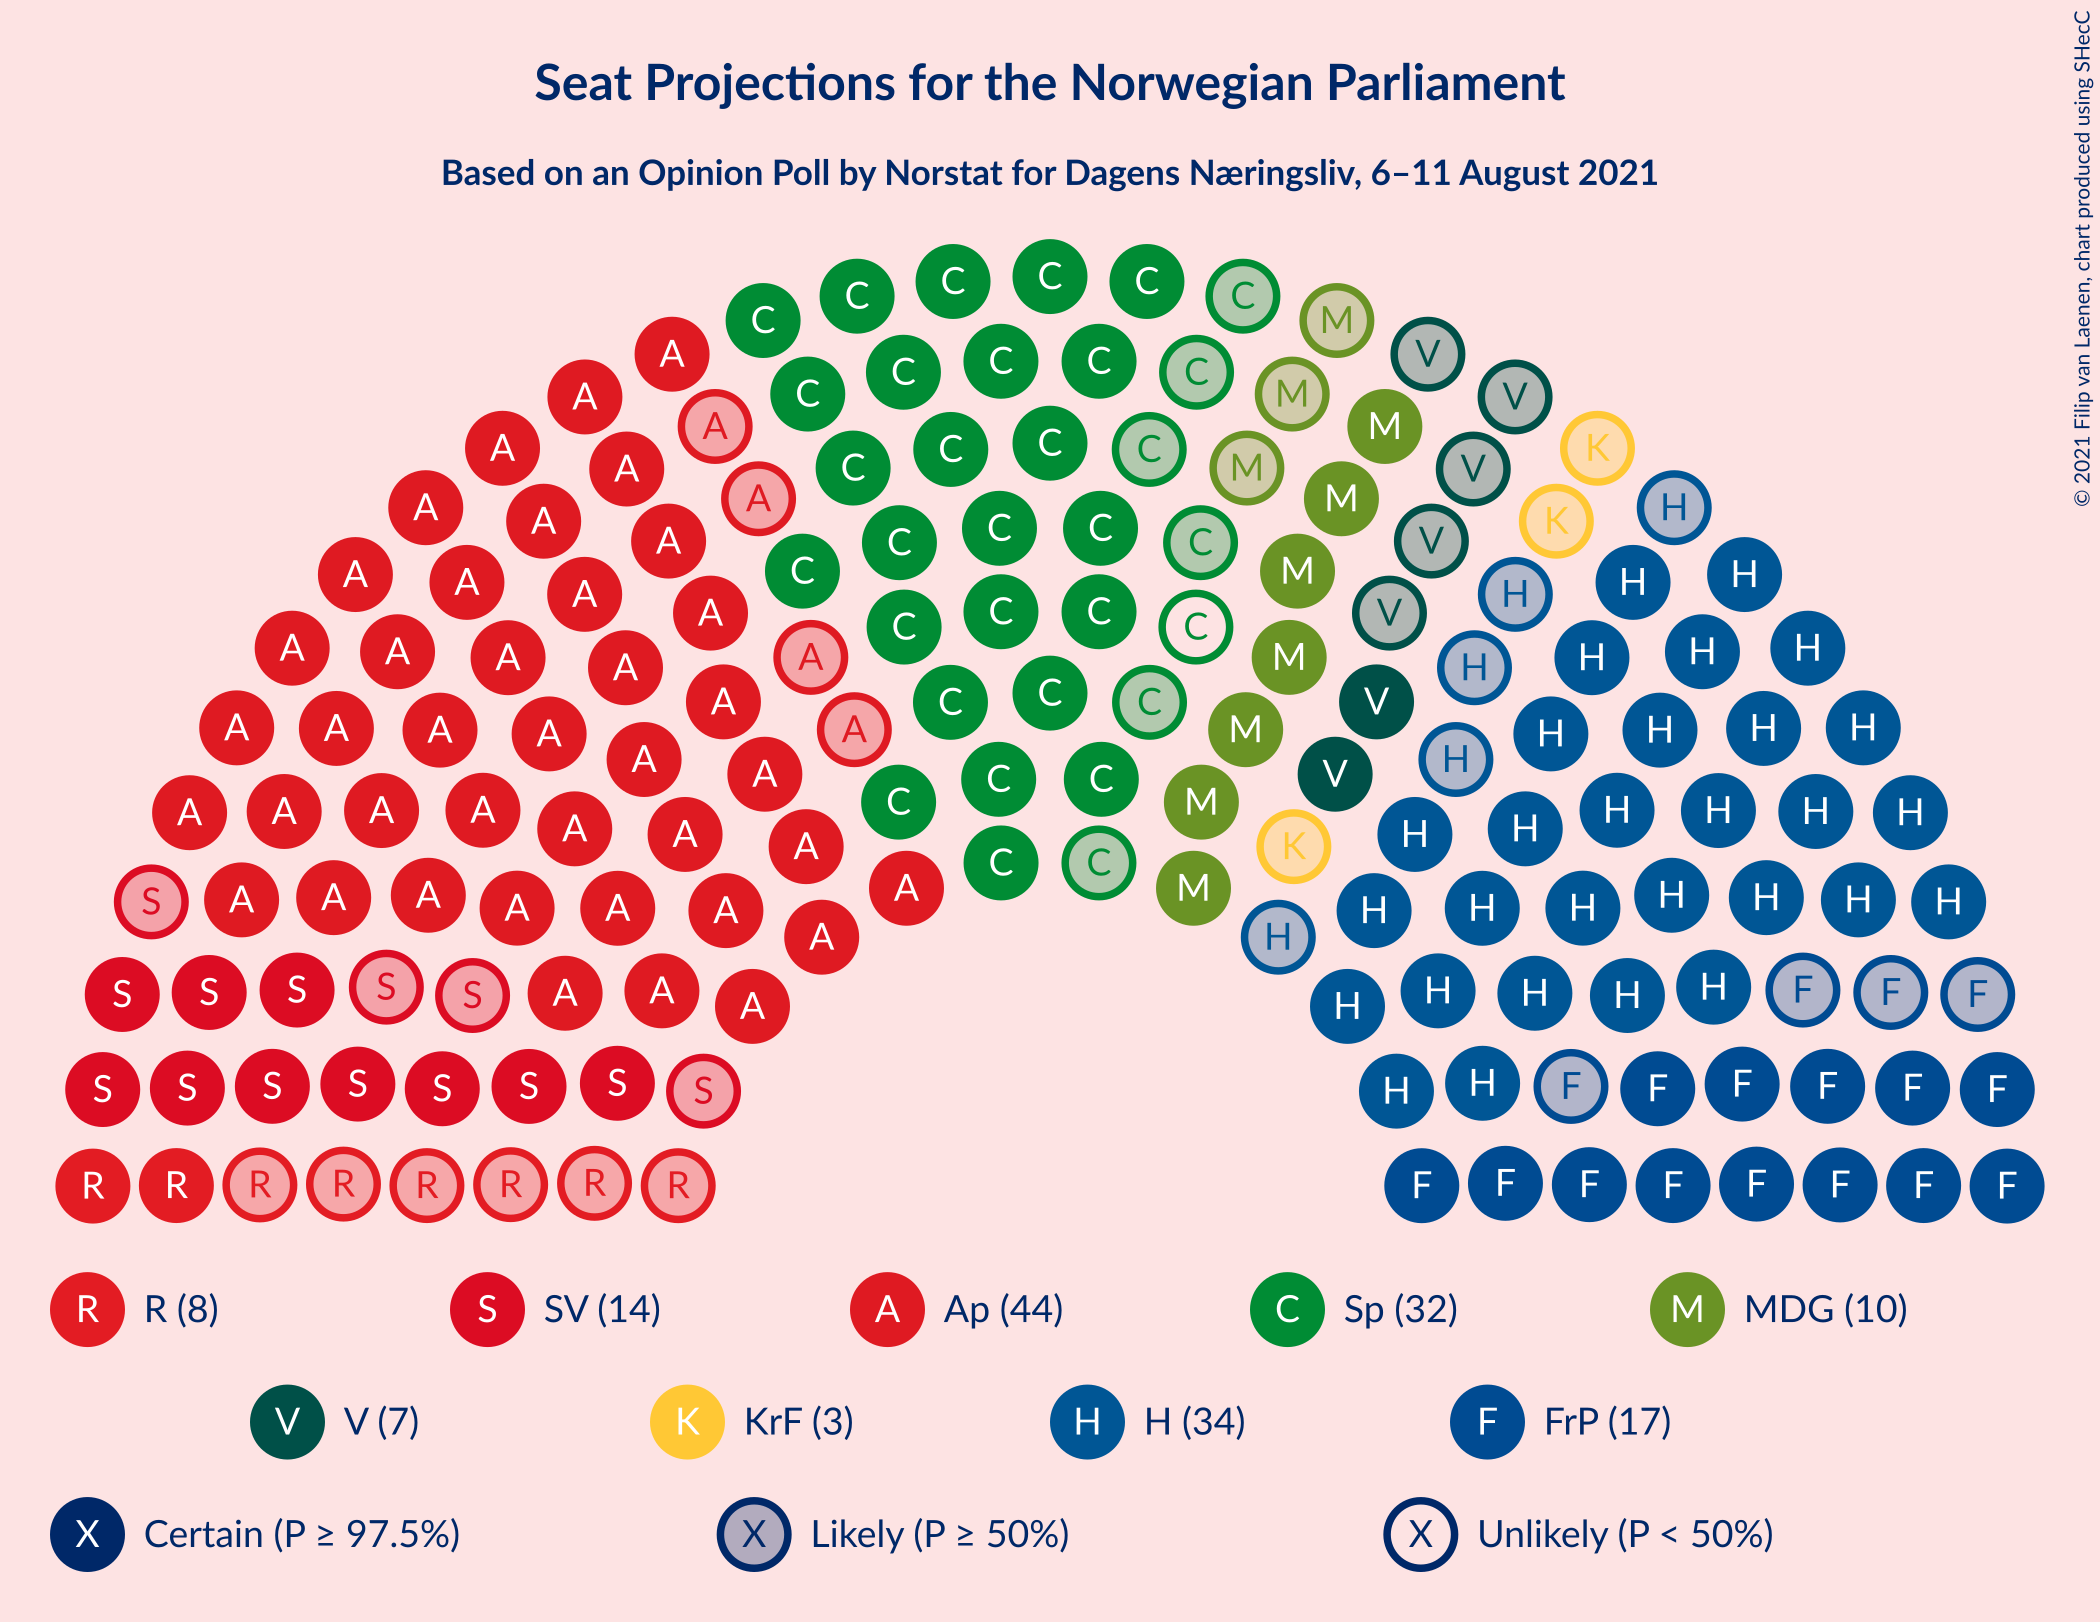 Seat Projections for the Norwegian Parliament
Based on an Opinion Poll by Norstat for Dagens Næringsliv, 6–11 August 2021
© 2021 Filip van Laenen, chart produced using SHecC
C C C C C C M
A C C C C C M V V
A A C C C C M M V K
A A A C C C C M V K H
A A A A C C C C M V H H H
A A A A A C C C C M V H H H H
A A A A A A C C C M V H H H H H
A A A A A A A C C C M V H H H H H H
S A A A A A A A C C M K H H H H H H H
S S S S S A A A A A H H H H H H F F F
S S S S S S S S H H F F F F F F
R R R R R R R R F F F F F F F F
R R (8) S SV (14) A Ap (44) C Sp (32) M MDG (10)
V V (7) K KrF (3) H H (34) F FrP (17)
X Certain (P ≥ 97.5%) X Likely (P ≥ 50%) X Unlikely (P < 50%)